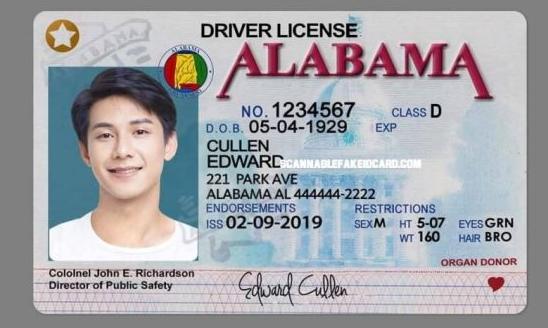 DRIVER LICENSE
ALABAMA
NO. 1234567 CLASS D
D.O.B. 05-04-1929 EXP
CULLEN
EDWARD
SCANNABLEFAKEIDCARD.COM
221 PARK AVE
ALABAMA AL 444444-2222
ENDORSEMENTS RESTRICTIONS
ISS 02-09-2019 SEX M HT 5-07 EYES GRN
WT 160 HAIR BRO
ORGAN DONOR
Cololnel John E. Richardson
Director of Public Safety
Edward Cullen